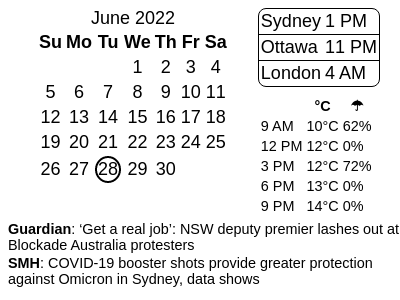 June 2022
Su Mo Tu We Th Fr Sa
1 2 3 4
5 6 7 8 9 10 11
12 13 14 15 16 17 18
19 20 21 22 23 24 25
26 27 28 29 30
Sydney 1 PM
Ottawa 11 PM
London 4 AM
°C ☂
9 AM 10°C 62%
12 PM 12°C 0%
3 PM 12°C 72%
6 PM 13°C 0%
9 PM 14°C 0%
Guardian: ‘Get a real job’: NSW deputy premier lashes out at
Blockade Australia protesters
SMH: COVID-19 booster shots provide greater protection
against Omicron in Sydney, data shows